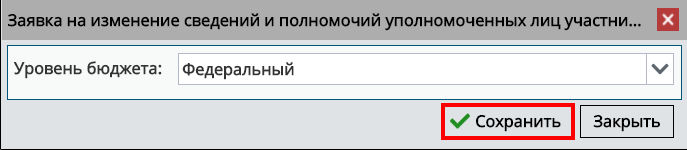 Заявка на изменение сведений и полномочий уполномоченных лиц участни...
Уровень бюджета: Федеральный
Сохранить Закрыть